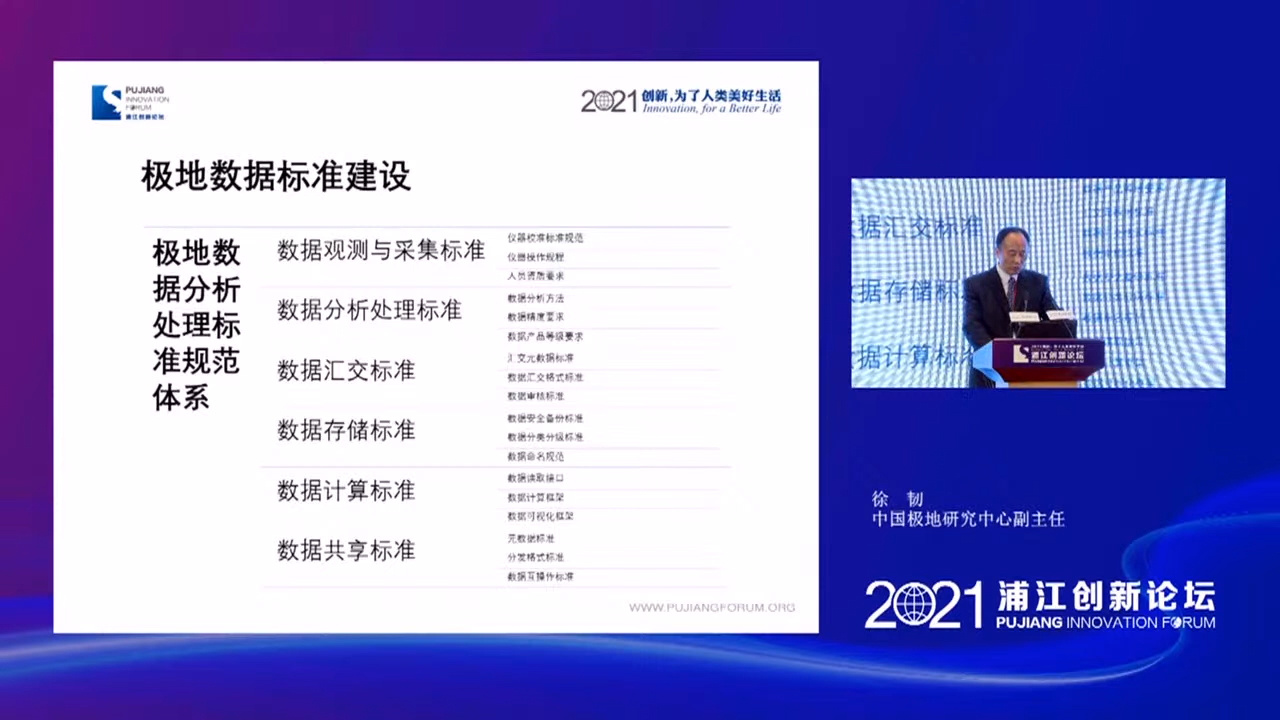 PUJIANG
INNOVATION
FORUM
浦江创新论坛
2021 创新,为了人类美好生活
Innovation, for a Better Life
极地数据标准建设
极地数
据分析
处理标
准规范
体系
数据观测与采集标准
仪器校准标准规范
仪器操作规程
人员资质要求
数据分析处理标准
数据分析方法
数据精度要求
数据产品等级要求
数据汇交标准
汇交元数据标准
数据汇交格式标准
数据审核标准
数据存储标准
数据安全备份标准
数据分类分级标准
数据命名规范
数据计算标准
数据读取接口
数据计算框架
数据可视化框架
数据共享标准
元数据标准
分发格式标准
数据互操作标准
WWW.PUJIANGFORUM.ORG
据汇交标准
据存储标
据计算标
浦江创新论坛
徐 韧
中国极地研究中心副主任
2021 浦江创新论坛
PUJIANG INNOVATION FORUM